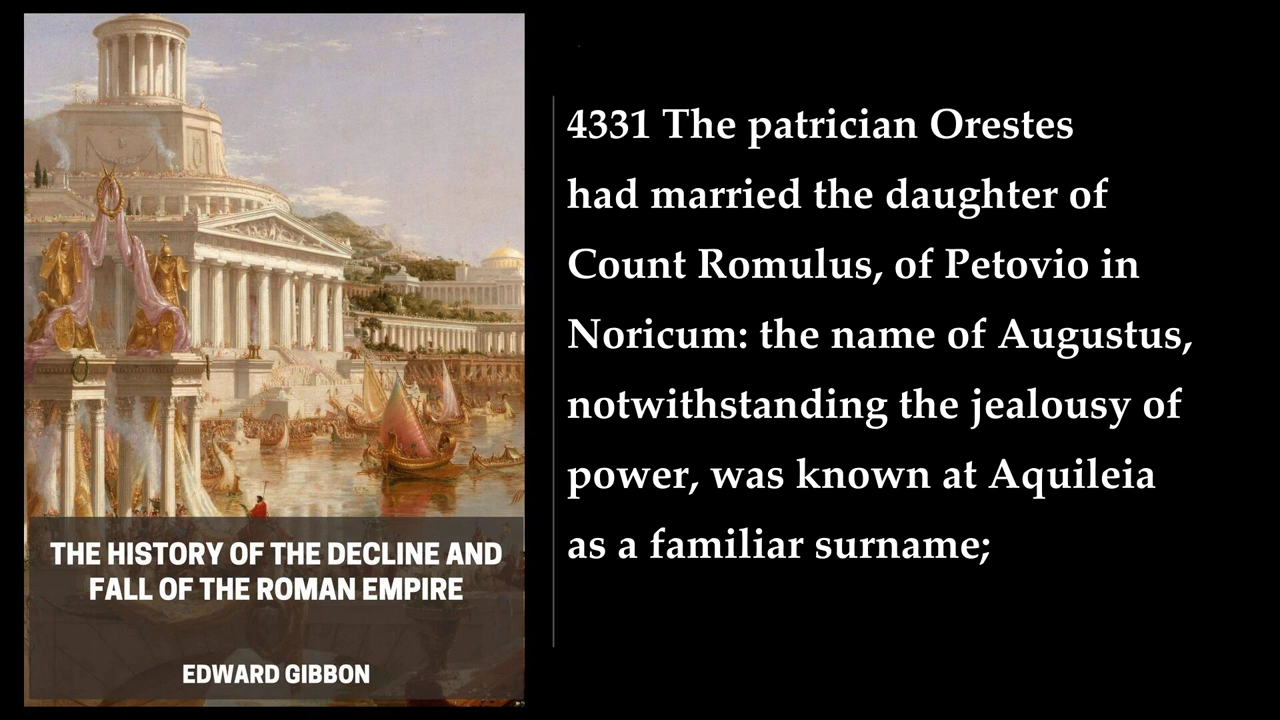 THE HISTORY OF THE DECLINE AND
FALL OF THE ROMAN EMPIRE
EDWARD GIBBON
4331 The patrician Orestes
had married the daughter of
Count Romulus, of Petovio in
Noricum: the name of Augustus,
notwithstanding the jealousy of
power, was known at Aquileia
as a familiar surname;